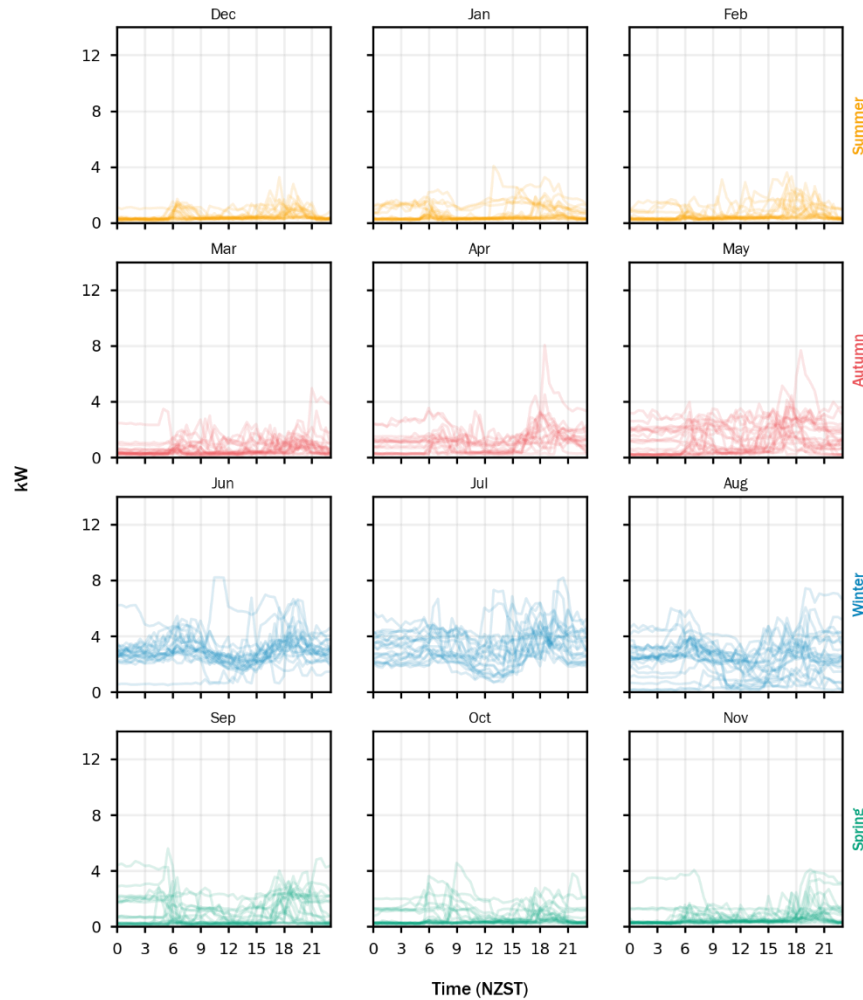 Dec Jan Feb
12
8
4
0
Summer
Mar Apr May
12
8
4
0
Autumn
kW
Jun Jul Aug
12
8
4
0
Winter
Sep Oct Nov
12
8
4
0
Spring
0 3 6 9 12 15 18 21 0 3 6 9 12 15 18 21 0 3 6 9 12 15 18 21
Time (NZST)